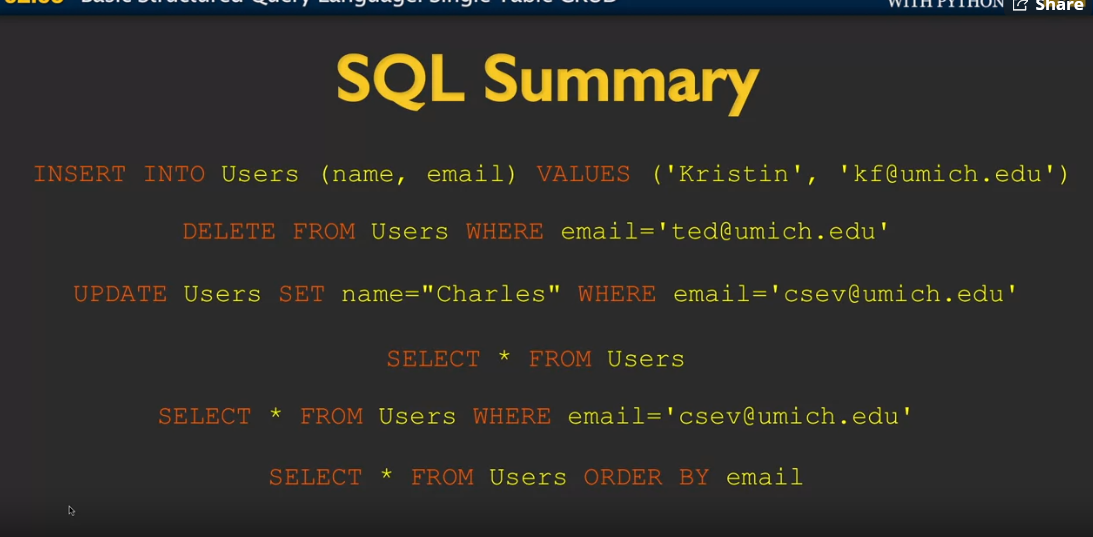 Basic Structured Query Language: Single Table CRUD
WITH PYTHON
Share
SQL Summary
INSERT INTO Users (name, email) VALUES ('Kristin', 'kf@umich.edu')
DELETE FROM Users WHERE email='ted@umich.edu'
UPDATE Users SET name="Charles" WHERE email='csev@umich.edu'
SELECT * FROM Users
SELECT * FROM Users WHERE email='csev@umich.edu'
SELECT * FROM Users ORDER BY email